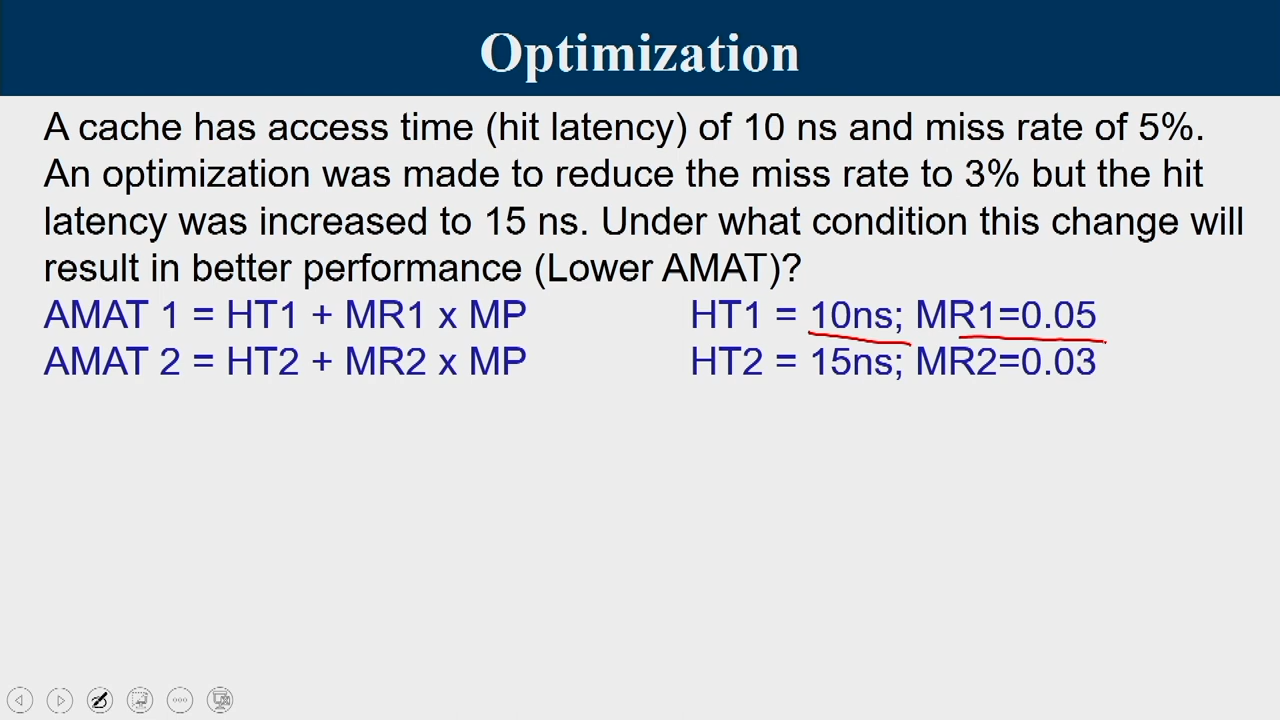 Optimization
A cache has access time (hit latency) of 10 ns and miss rate of 5%.
An optimization was made to reduce the miss rate to 3% but the hit
latency was increased to 15 ns. Under what condition this change will
result in better performance (Lower AMAT)?
AMAT 1 = HT1 + MR1 x MP HT1 = 10ns; MR1=0.05
AMAT 2 = HT2 + MR2 x MP HT2 = 15ns; MR2=0.03